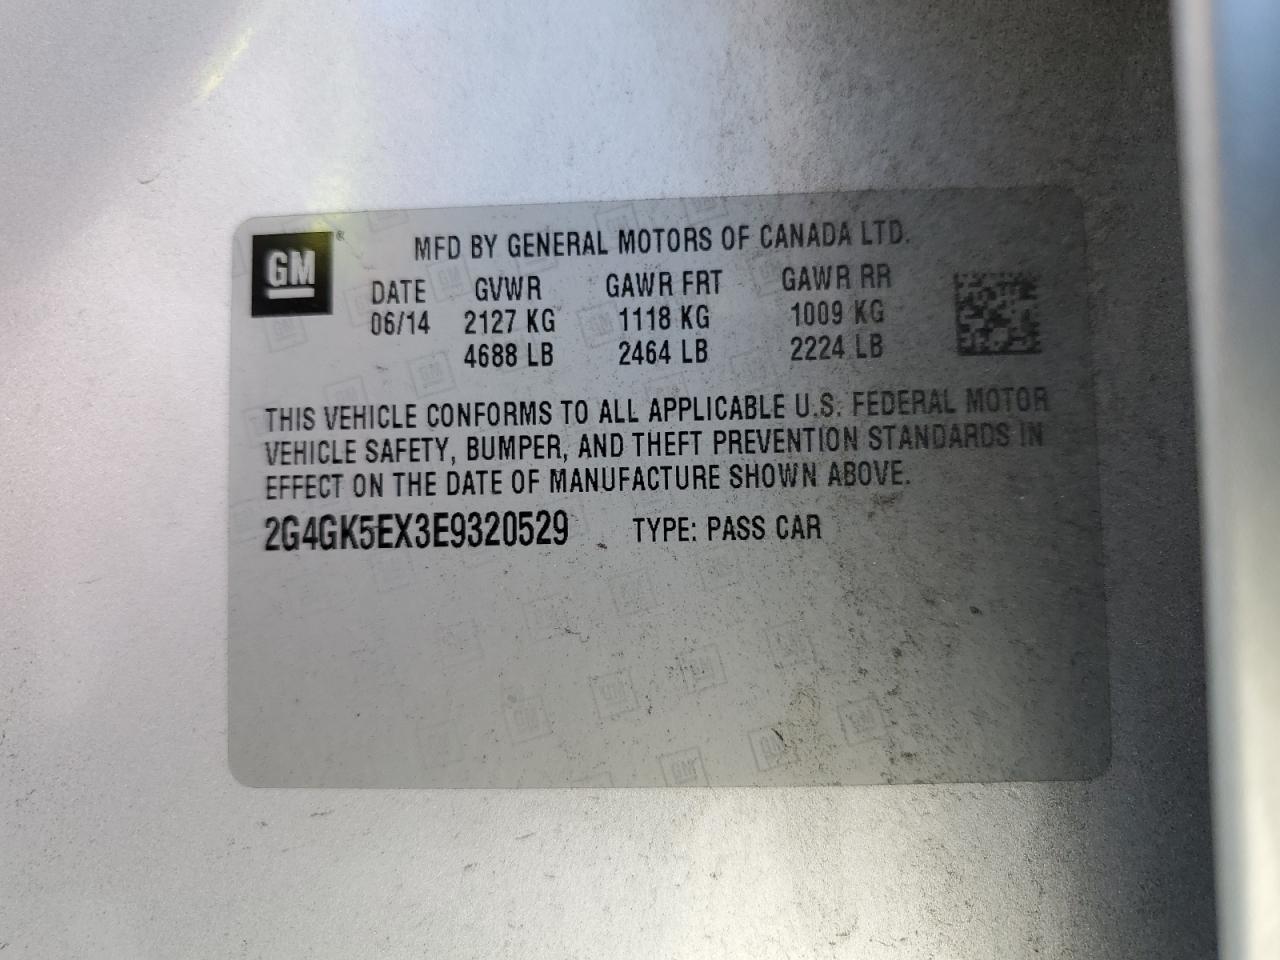 GM ®
MFD BY GENERAL MOTORS OF CANADA LTD.
DATE GVWR GAWR FRT GAWR RR
06/14 2127 KG 1118 KG 1009 KG
4688 LB 2464 LB 2224 LB
THIS VEHICLE CONFORMS TO ALL APPLICABLE U.S. FEDERAL MOTOR
VEHICLE SAFETY, BUMPER, AND THEFT PREVENTION STANDARDS IN
EFFECT ON THE DATE OF MANUFACTURE SHOWN ABOVE.
2G4GK5EX3E9320529 TYPE: PASS CAR